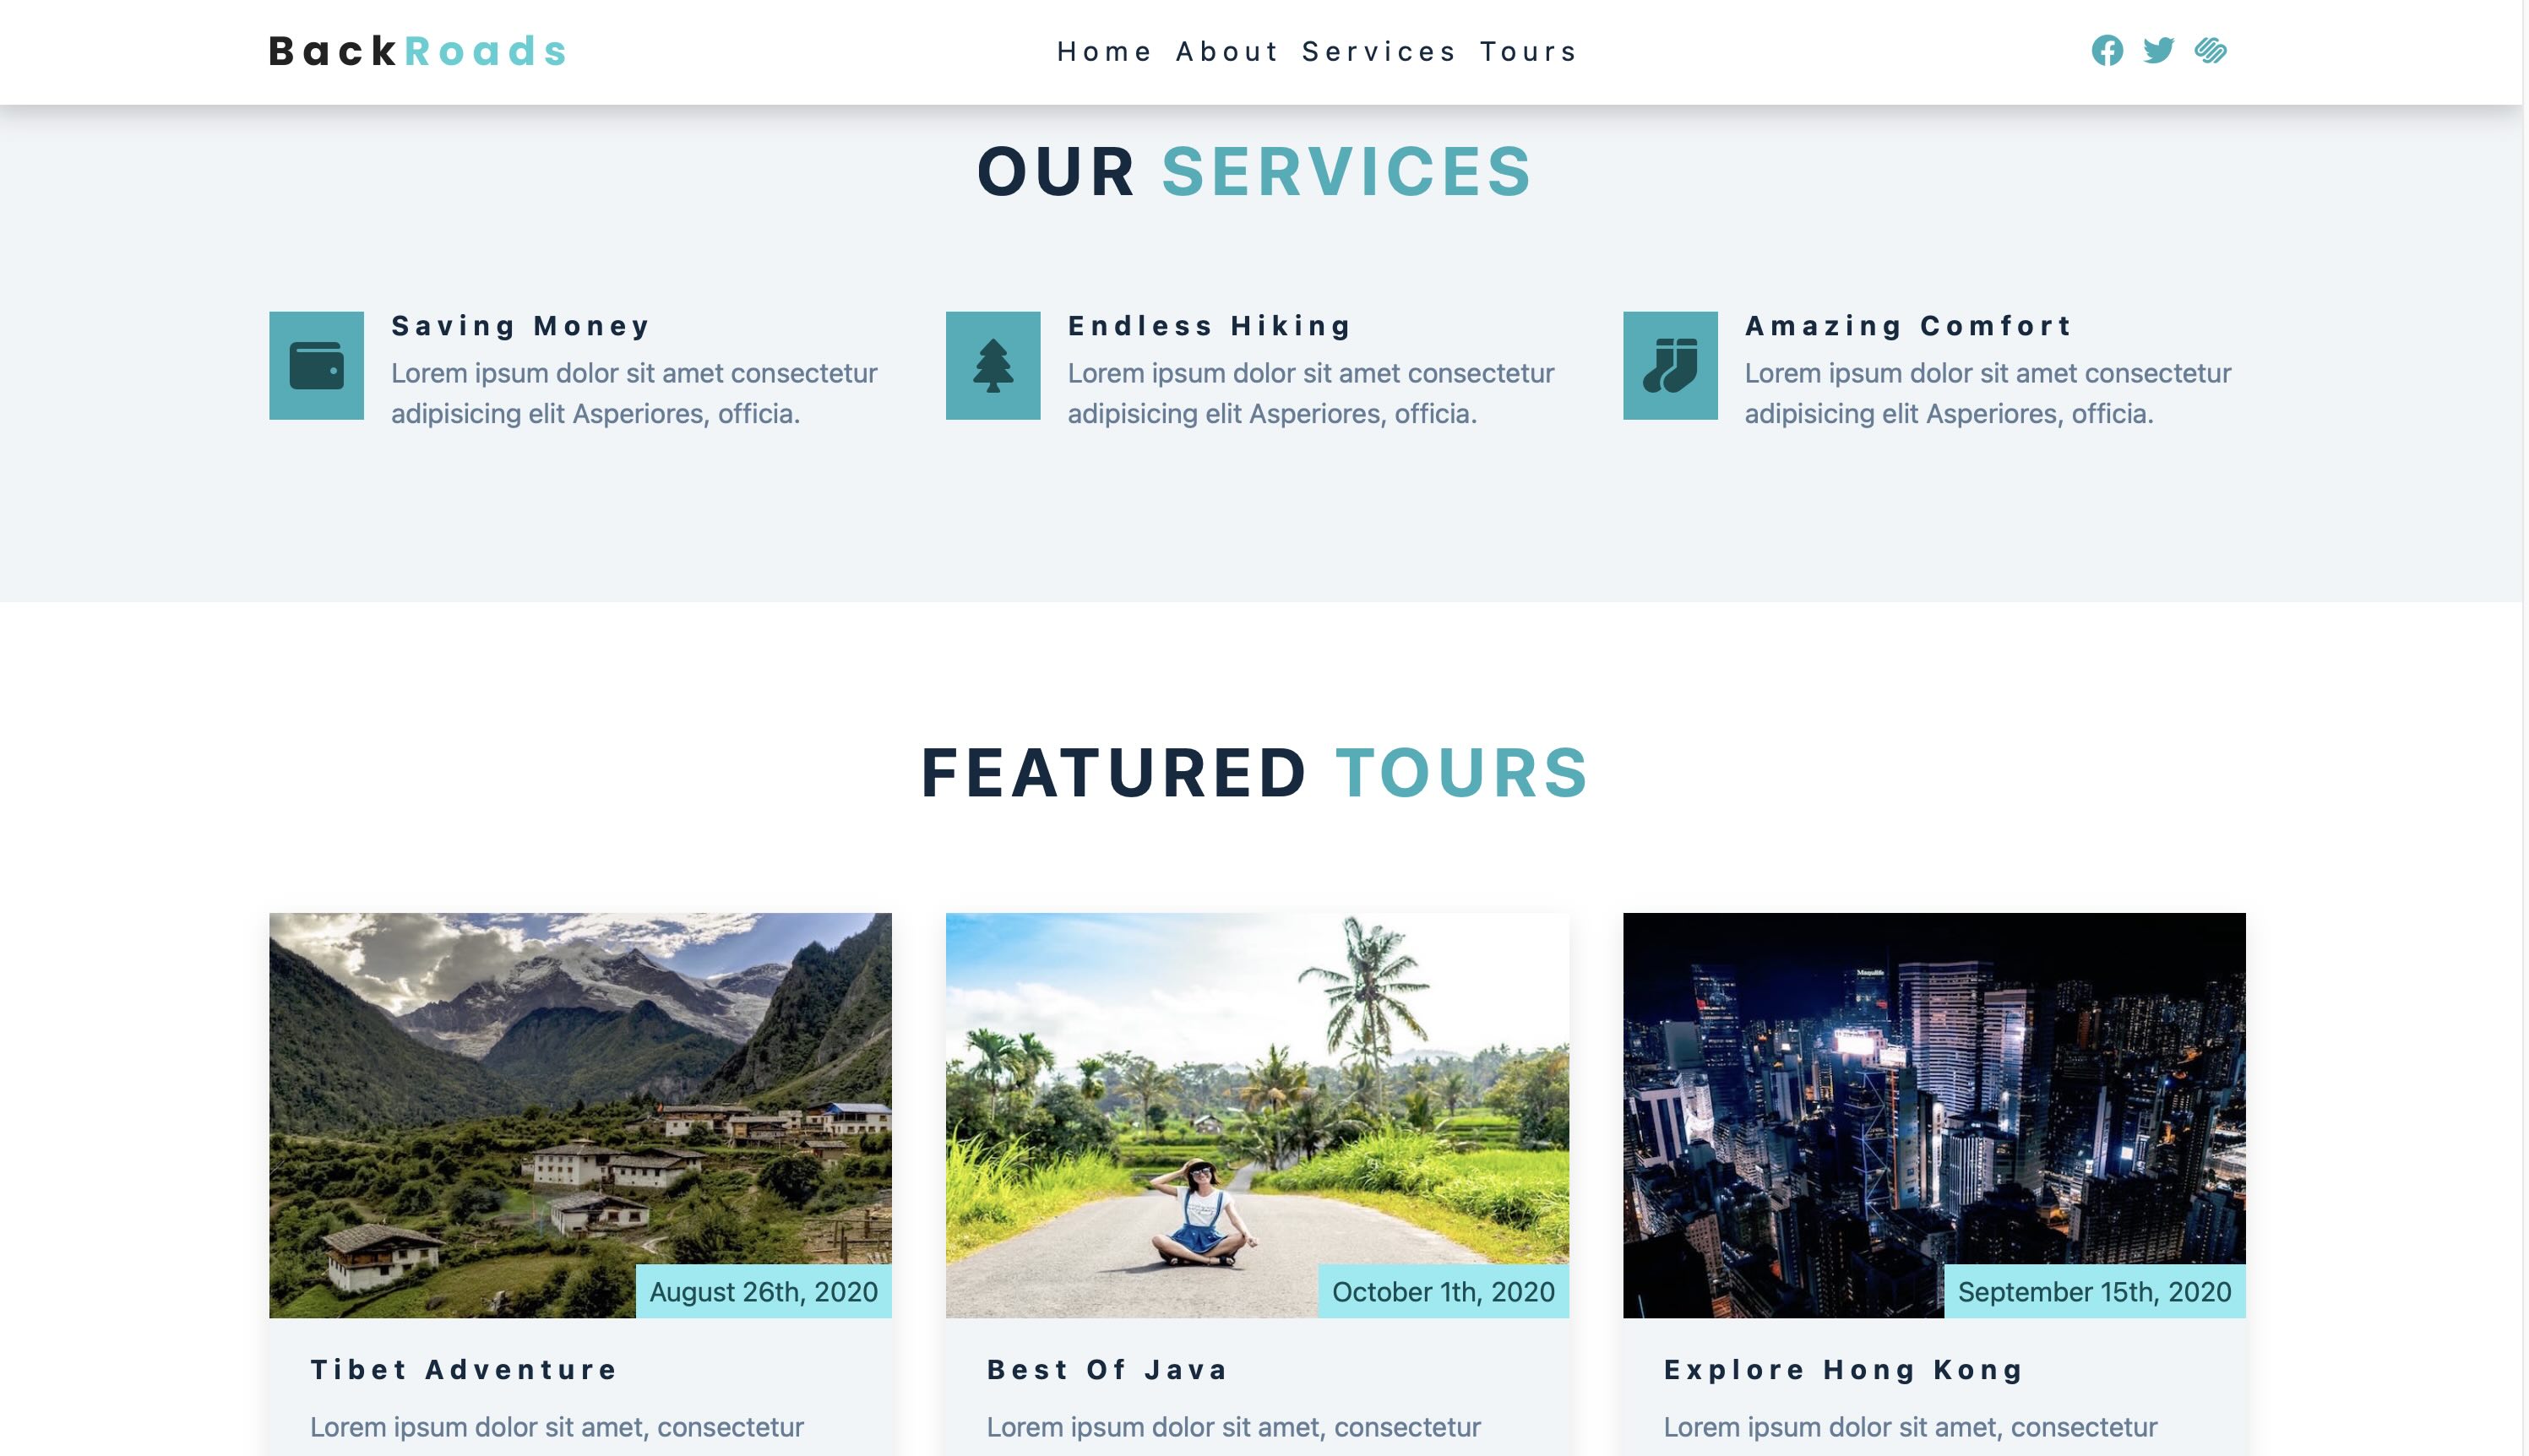 BackRoads
Home About Services Tours
OUR SERVICES
Saving Money
Lorem ipsum dolor sit amet consectetur
adipisicing elit Asperiores, officia.
Endless Hiking
Lorem ipsum dolor sit amet consectetur
adipisicing elit Asperiores, officia.
Amazing Comfort
Lorem ipsum dolor sit amet consectetur
adipisicing elit Asperiores, officia.
FEATURED TOURS
August 26th, 2020
Tibet Adventure
Lorem ipsum dolor sit amet, consectetur
October 1th, 2020
Best Of Java
Lorem ipsum dolor sit amet, consectetur
September 15th, 2020
Explore Hong Kong
Lorem ipsum dolor sit amet, consectetur